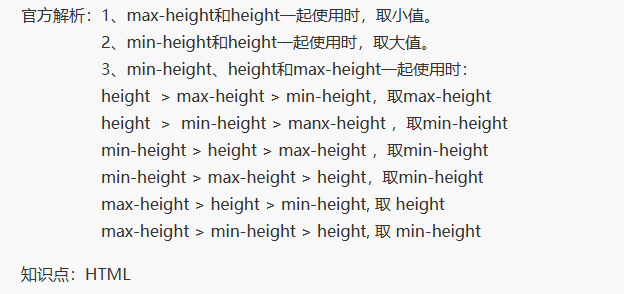 官方解析：1、max-height和height一起使用时，取小值。
2、min-height和height一起使用时，取大值。
3、min-height、height和max-height一起使用时：
height > max-height > min-height，取max-height
height > min-height > manx-height ，取min-height
min-height > height > max-height ，取min-height
min-height > max-height > height，取min-height
max-height > height > min-height, 取 height
max-height > min-height > height, 取 min-height
知识点：HTML